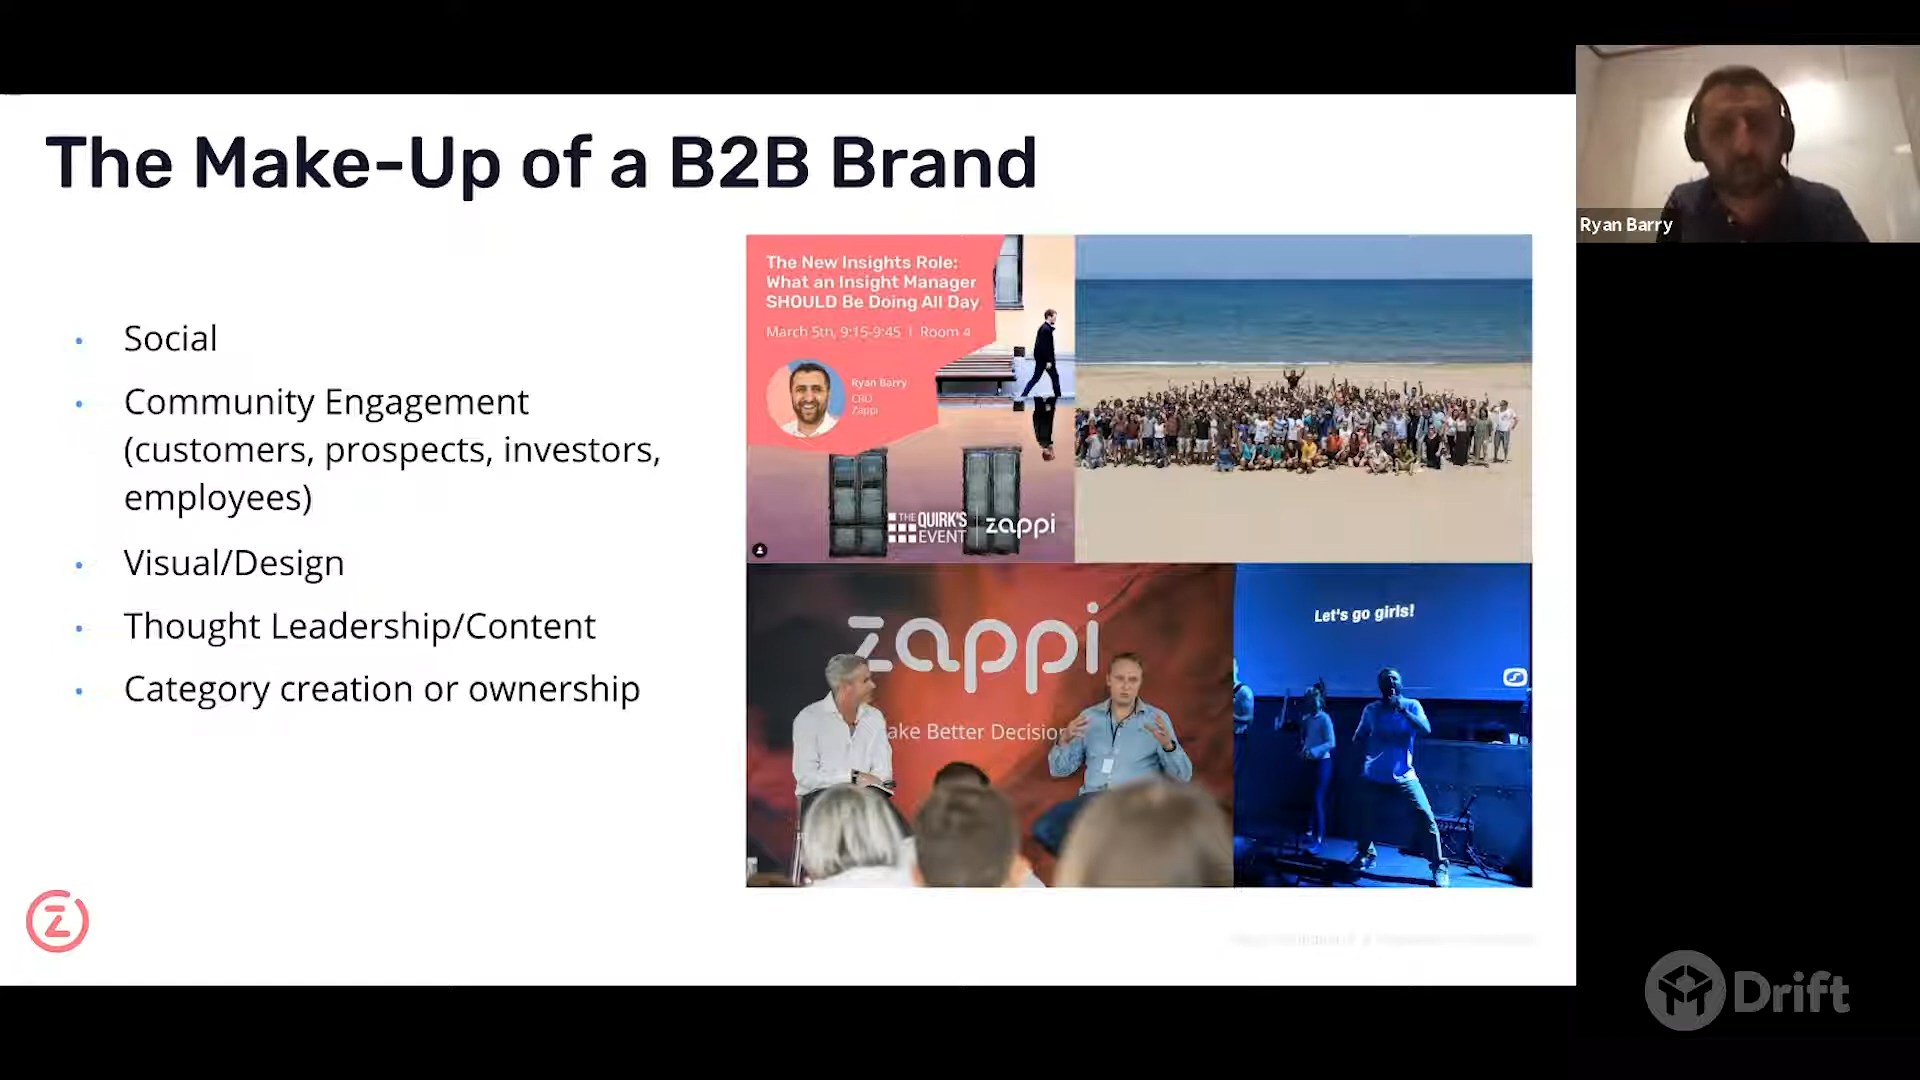 The Make-Up of a B2B Brand
Social
Community Engagement
(customers, prospects, investors,
employees)
Visual/Design
Thought Leadership/Content
Category creation or ownership
The New Insights Role:
What an Insight Manager
SHOULD Be Doing All Day
March 5th, 9:15-9:45 | Room 4
Ryan Barry
CRO
Zappi
THE QUIRK'S EVENT
zappi
zappi
ake Better Decision
Let's go girls!
Z
Ryan Barry
Drift